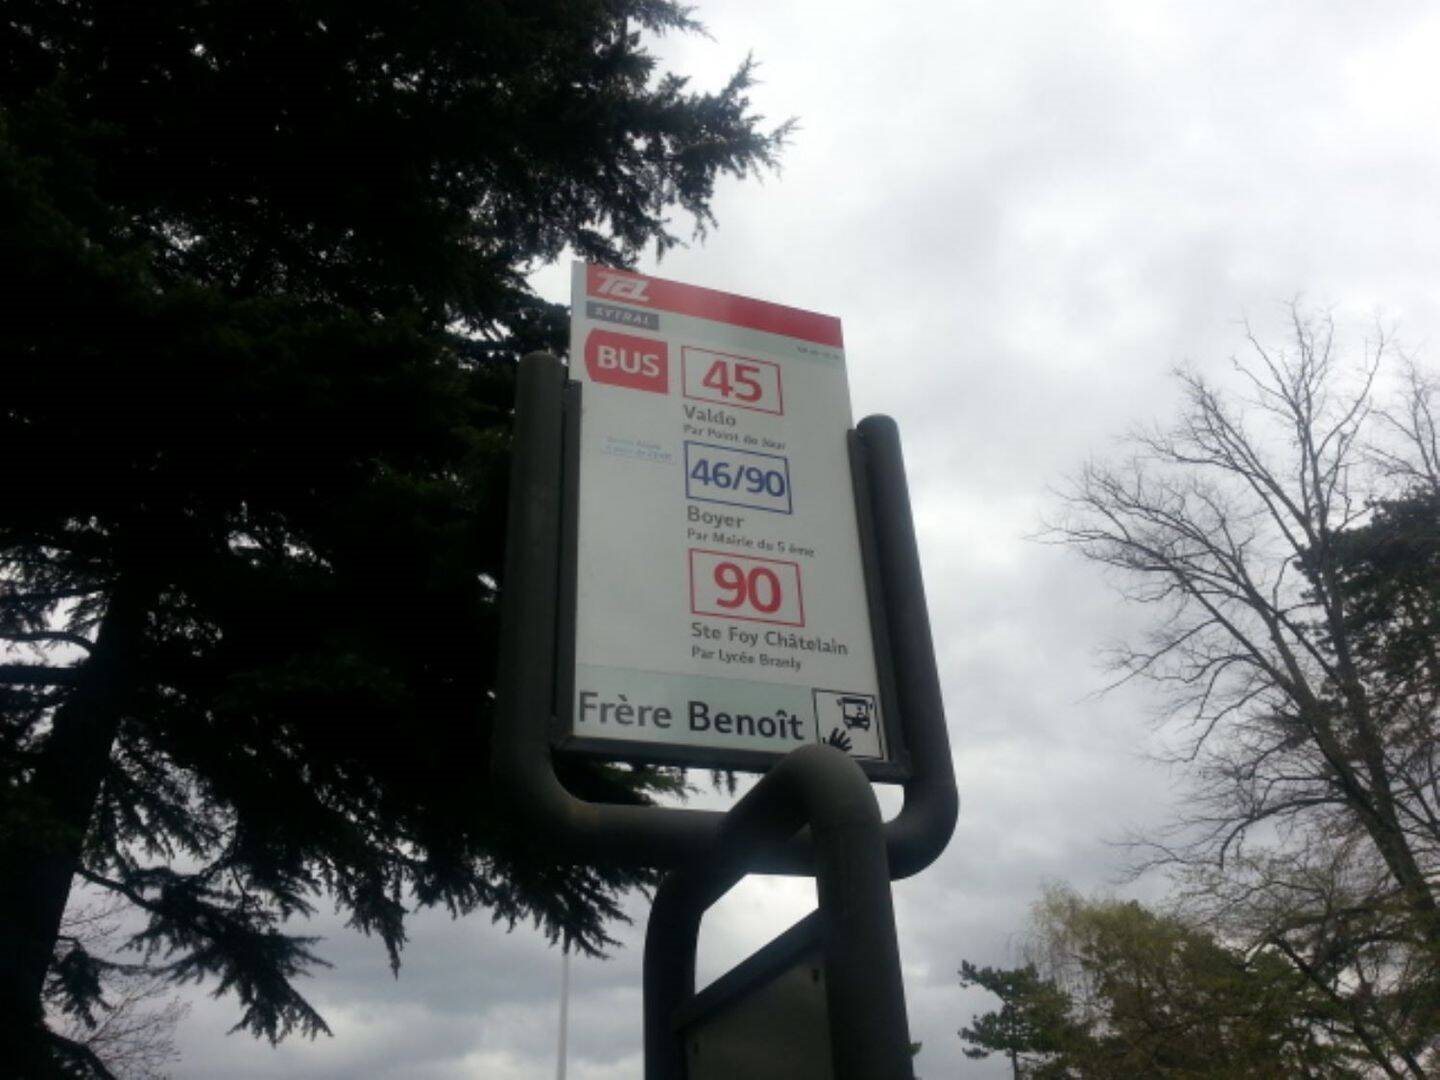 TCL
SYTRAL
BUS
45
Valdo
Par Point du Jour
46/90
Boyer
Par Mairie du 5 ème
90
Ste Foy Châtelain
Par Lycée Branly
Frère Benoît